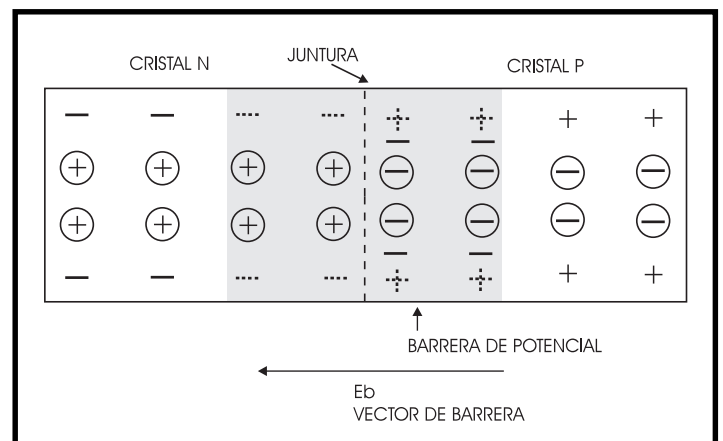 CRISTAL N
JUNTURA
CRISTAL P
BARRERA DE POTENCIAL
Eb
VECTOR DE BARRERA